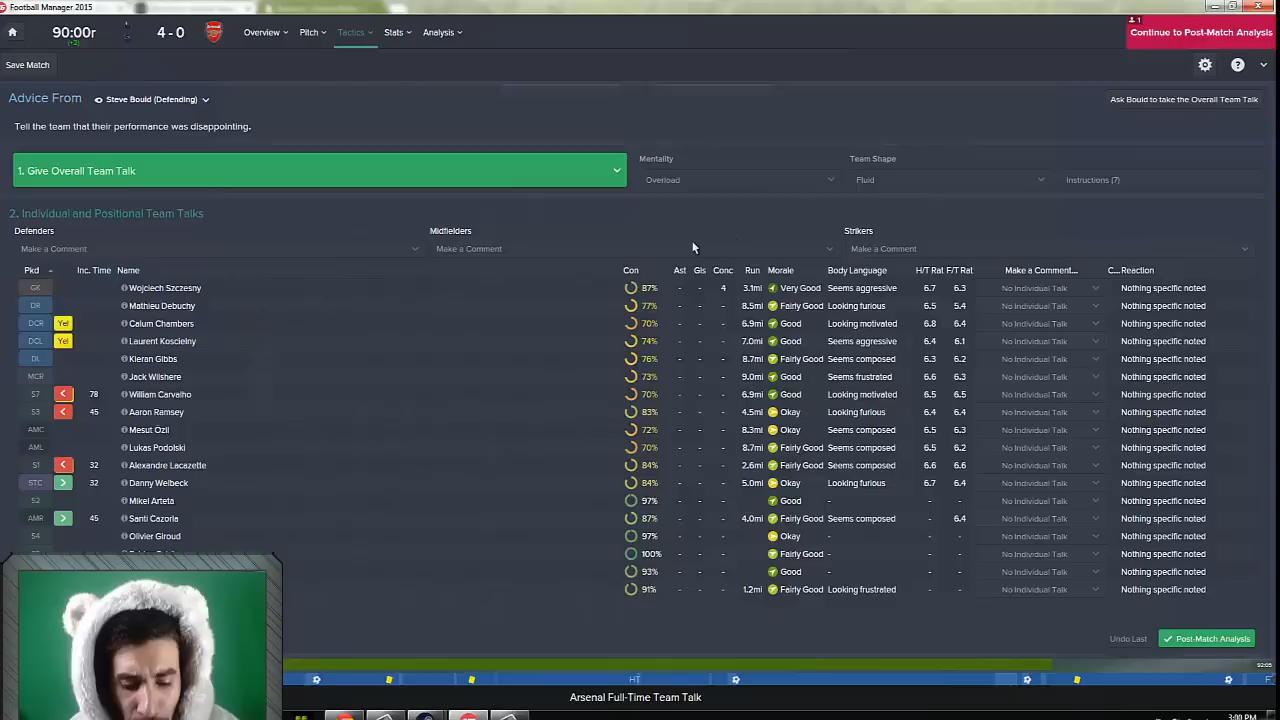 Football Manager 2015
90:00r
(+2)
4 - 0
Overview
Pitch
Tactics
Stats
Analysis
1
Continue to Post-Match Analysis
Save Match
?
Advice From Steve Bould (Defending)
Ask Bould to take the Overall Team Talk
Tell the team that their performance was disappointing.
1. Give Overall Team Talk
Mentality
Overload
Team Shape
Fluid
Instructions (7)
2. Individual and Positional Team Talks
Defenders Midfielders Strikers
Make a Comment Make a Comment Make a Comment
Pkd Inc. Time Name Con Ast Gls Conc Run Morale Body Language H/T Rat F/T Rat Make a Comment... C... Reaction
GK Wojciech Szczesny 87% - - 4 3.1mi Very Good Seems aggressive 6.7 6.3 No Individual Talk Nothing specific noted
DR Mathieu Debuchy 77% - - - 8.5mi Fairly Good Looking furious 6.5 5.4 No Individual Talk Nothing specific noted
DCR Yel Calum Chambers 70% - - - 6.9mi Good Looking motivated 6.8 6.4 No Individual Talk Nothing specific noted
DCL Yel Laurent Koscielny 74% - - - 7.0mi Good Seems aggressive 6.4 6.1 No Individual Talk Nothing specific noted
DL Kieran Gibbs 76% - - - 8.7mi Fairly Good Seems composed 6.3 6.2 No Individual Talk Nothing specific noted
MCR Jack Wilshere 73% - - - 9.0mi Good Seems frustrated 6.6 6.3 No Individual Talk Nothing specific noted
S7 78 William Carvalho 70% - - - 6.9mi Good Looking motivated 6.5 6.5 No Individual Talk Nothing specific noted
S3 45 Aaron Ramsey 83% - - - 4.5mi Okay Looking furious 6.4 6.4 No Individual Talk Nothing specific noted
AMC Mesut Ozil 72% - - - 8.3mi Okay Seems composed 6.5 6.3 No Individual Talk Nothing specific noted
AML Lukas Podolski 70% - - - 8.7mi Fairly Good Seems composed 6.5 6.2 No Individual Talk Nothing specific noted
S1 32 Alexandre Lacazette 84% - - - 2.6mi Fairly Good Seems composed 6.6 6.6 No Individual Talk Nothing specific noted
STC 32 Danny Welbeck 84% - - - 5.0mi Okay Looking furious 6.7 6.4 No Individual Talk Nothing specific noted
S2 Mikel Arteta 97% - - - Good - - - No Individual Talk Nothing specific noted
AMR 45 Santi Cazorla 87% - - - 4.0mi Fairly Good Seems composed - 6.4 No Individual Talk Nothing specific noted
S4 Olivier Giroud 97% - - - Okay - - - No Individual Talk Nothing specific noted
100% - - - Fairly Good - - - No Individual Talk Nothing specific noted
93% - - - Good - - - No Individual Talk Nothing specific noted
91% - - - 1.2mi Fairly Good Looking frustrated - - No Individual Talk Nothing specific noted
Undo Last
Post-Match Analysis
92:05
HT
F
Arsenal Full-Time Team Talk
3:00 PM